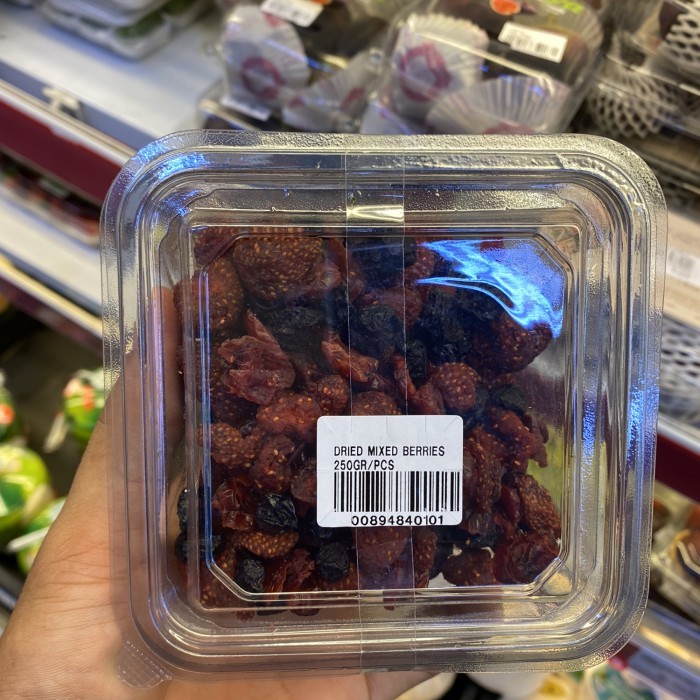 DRIED MIXED BERRIES
250GR/PCS
00894840101